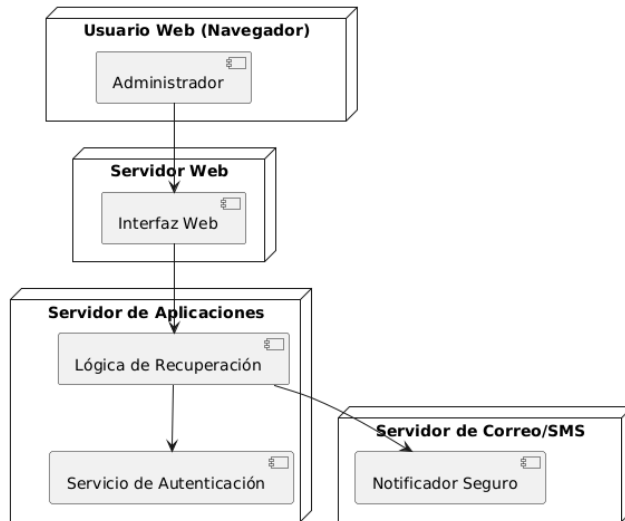 Usuario Web (Navegador)
Administrador
Servidor Web
Interfaz Web
Servidor de Aplicaciones
Lógica de Recuperación
Servicio de Autenticación
Servidor de Correo/SMS
Notificador Seguro